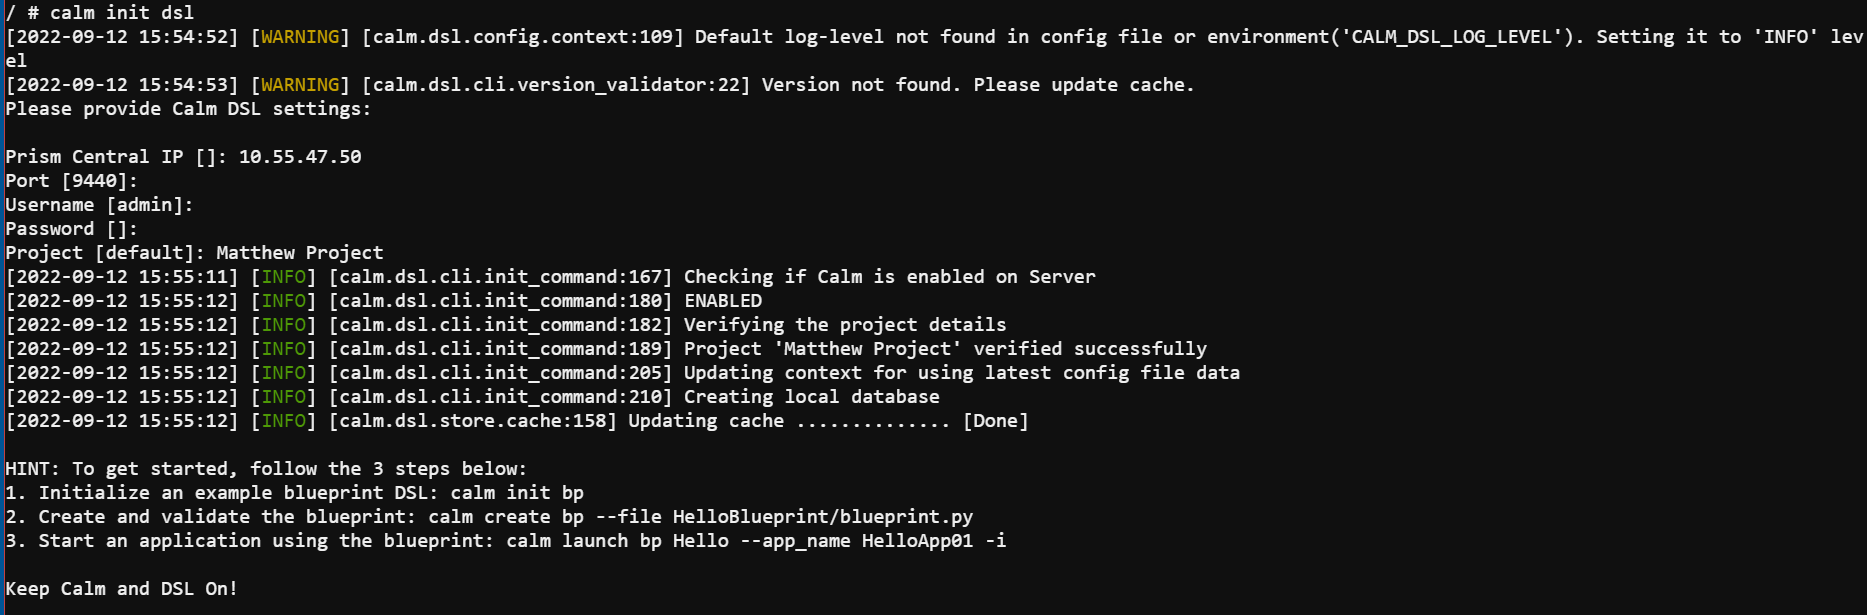 / # calm init dsl
[2022-09-12 15:54:52] [WARNING] [calm.dsl.config.context:109] Default log-level not found in config file or environment('CALM_DSL_LOG_LEVEL'). Setting it to 'INFO' lev
el
[2022-09-12 15:54:53] [WARNING] [calm.dsl.cli.version_validator:22] Version not found. Please update cache.
Please provide Calm DSL settings:
Prism Central IP []: 10.55.47.50
Port [9440]:
Username [admin]:
Password []:
Project [default]: Matthew Project
[2022-09-12 15:55:11] [INFO] [calm.dsl.cli.init_command:167] Checking if Calm is enabled on Server
[2022-09-12 15:55:12] [INFO] [calm.dsl.cli.init_command:180] ENABLED
[2022-09-12 15:55:12] [INFO] [calm.dsl.cli.init_command:182] Verifying the project details
[2022-09-12 15:55:12] [INFO] [calm.dsl.cli.init_command:189] Project 'Matthew Project' verified successfully
[2022-09-12 15:55:12] [INFO] [calm.dsl.cli.init_command:205] Updating context for using latest config file data
[2022-09-12 15:55:12] [INFO] [calm.dsl.cli.init_command:210] Creating local database
[2022-09-12 15:55:12] [INFO] [calm.dsl.store.cache:158] Updating cache .............. [Done]
HINT: To get started, follow the 3 steps below:
1. Initialize an example blueprint DSL: calm init bp
2. Create and validate the blueprint: calm create bp --file HelloBlueprint/blueprint.py
3. Start an application using the blueprint: calm launch bp Hello --app_name HelloApp01 -i
Keep Calm and DSL On!